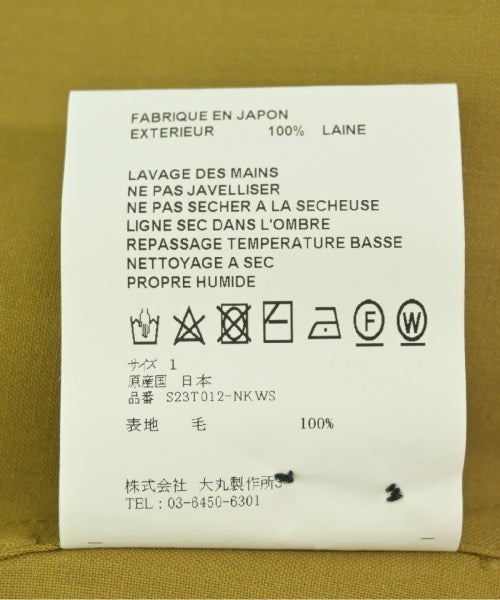 FABRIQUE EN JAPON
EXTERIEUR 100% LAINE
LAVAGE DES MAINS
NE PAS JAVELLISER
NE PAS SECHER A LA SECHEUSE
LIGNE SEC DANS L'OMBRE
REPASSAGE TEMPERATURE BASSE
NETTOYAGE A SEC
PROPRE HUMIDE
F W
サイズ 1
原産国 日本
品番 S23T012-NKWS
表地 毛 100%
株式会社 大丸製作所3
TEL:03-6450-6301